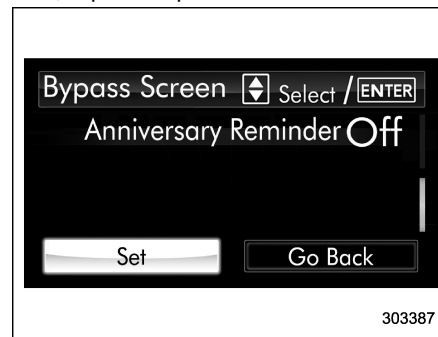 Bypass Screen Select / ENTER
Anniversary Reminder Off
Set Go Back
303387